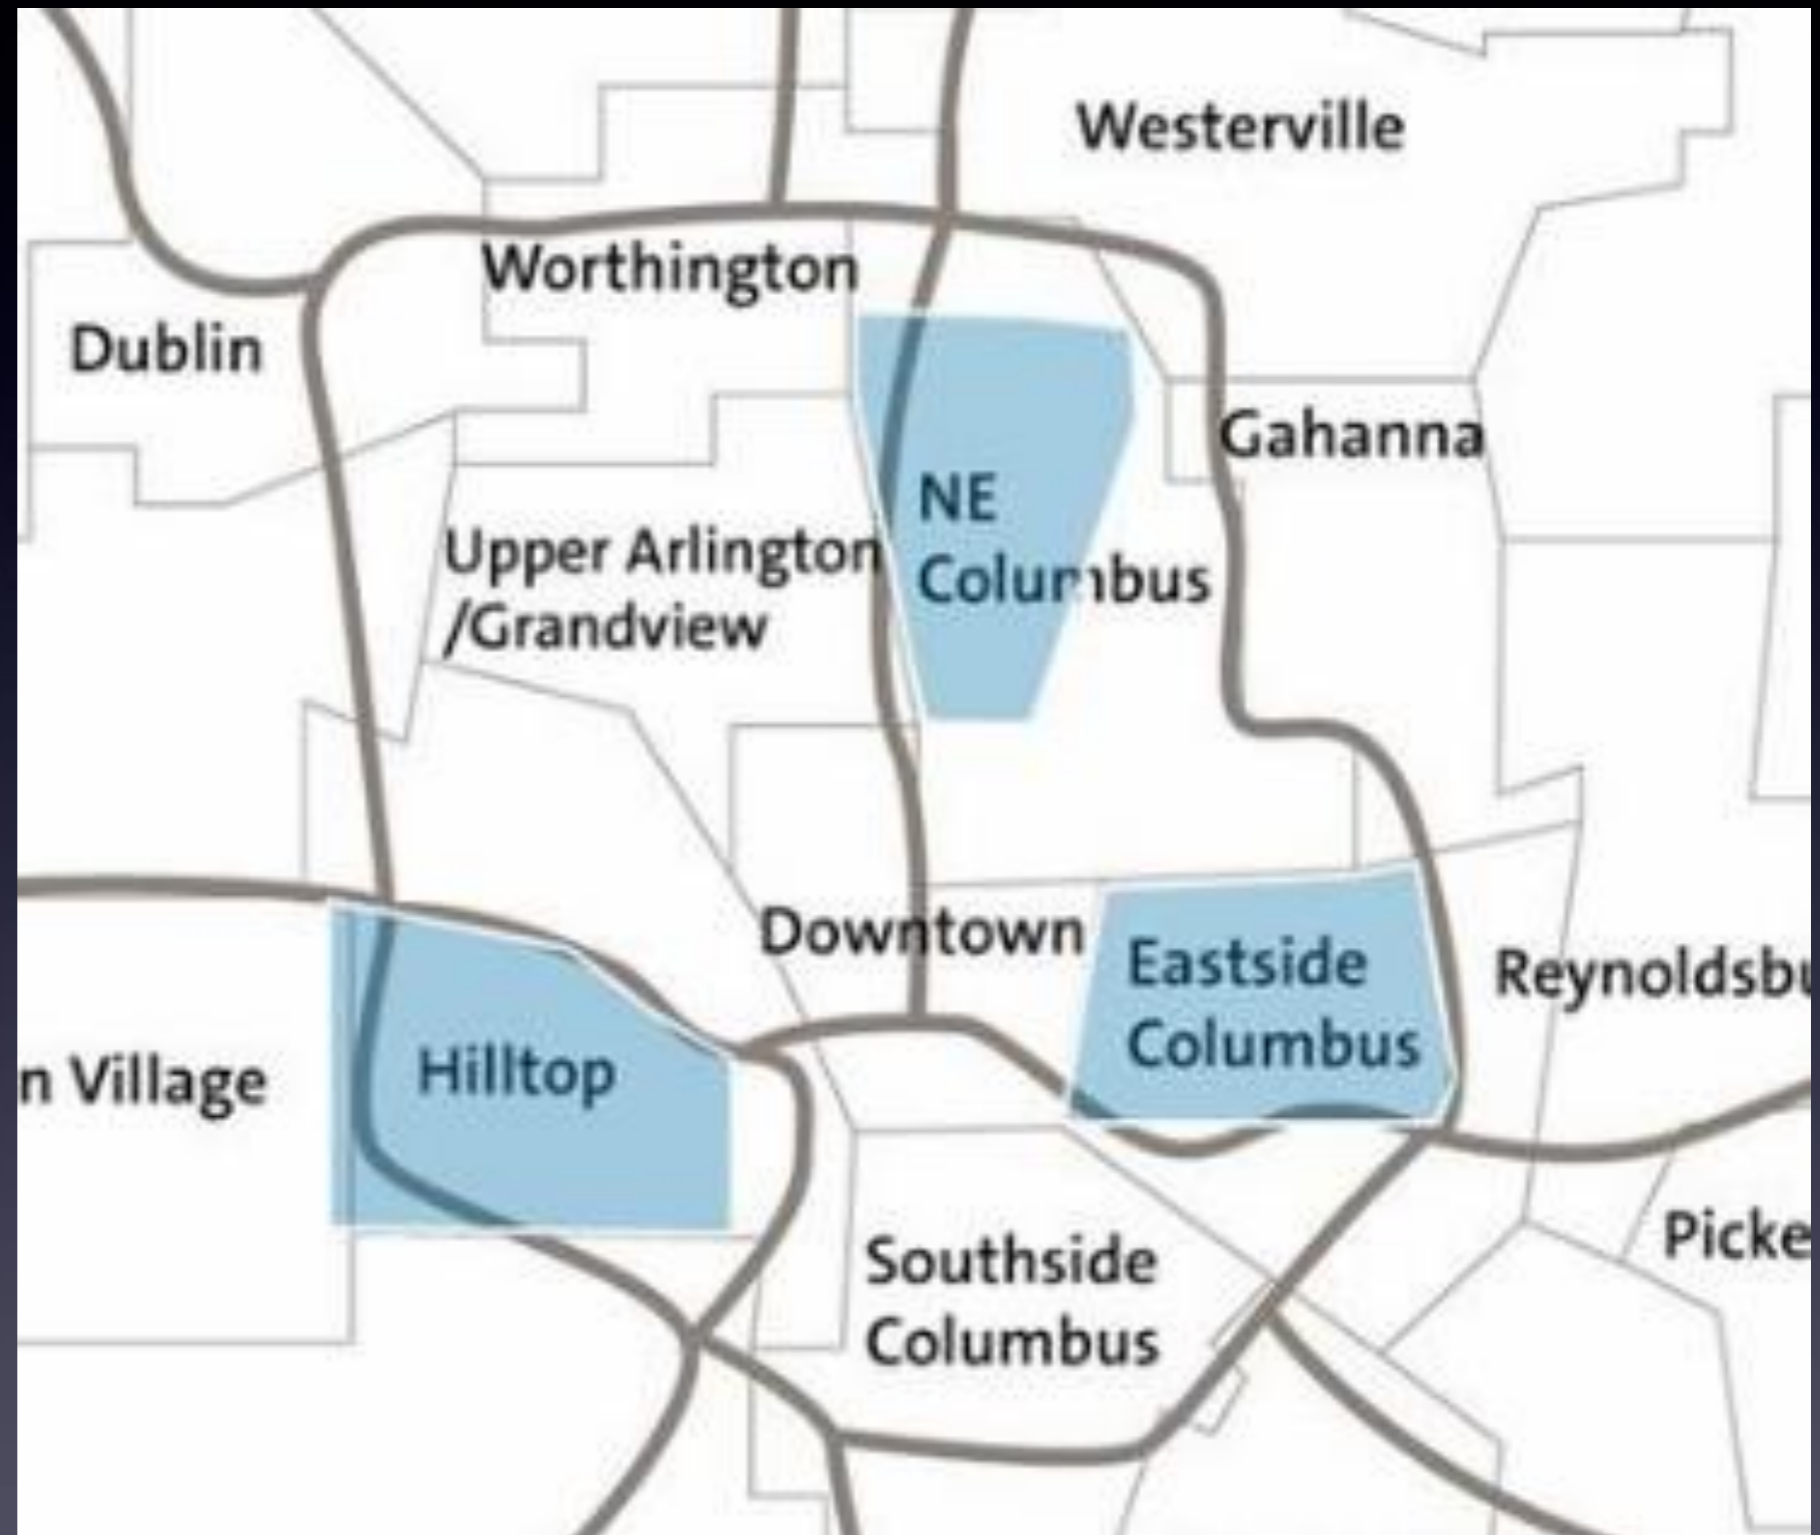 Westerville
Worthington
Dublin
Gahanna
NE
Columbus
Upper Arlington
/Grandview
Downtown
Eastside
Columbus
Reynoldsbu
n Village
Hilltop
Picke
Southside
Columbus